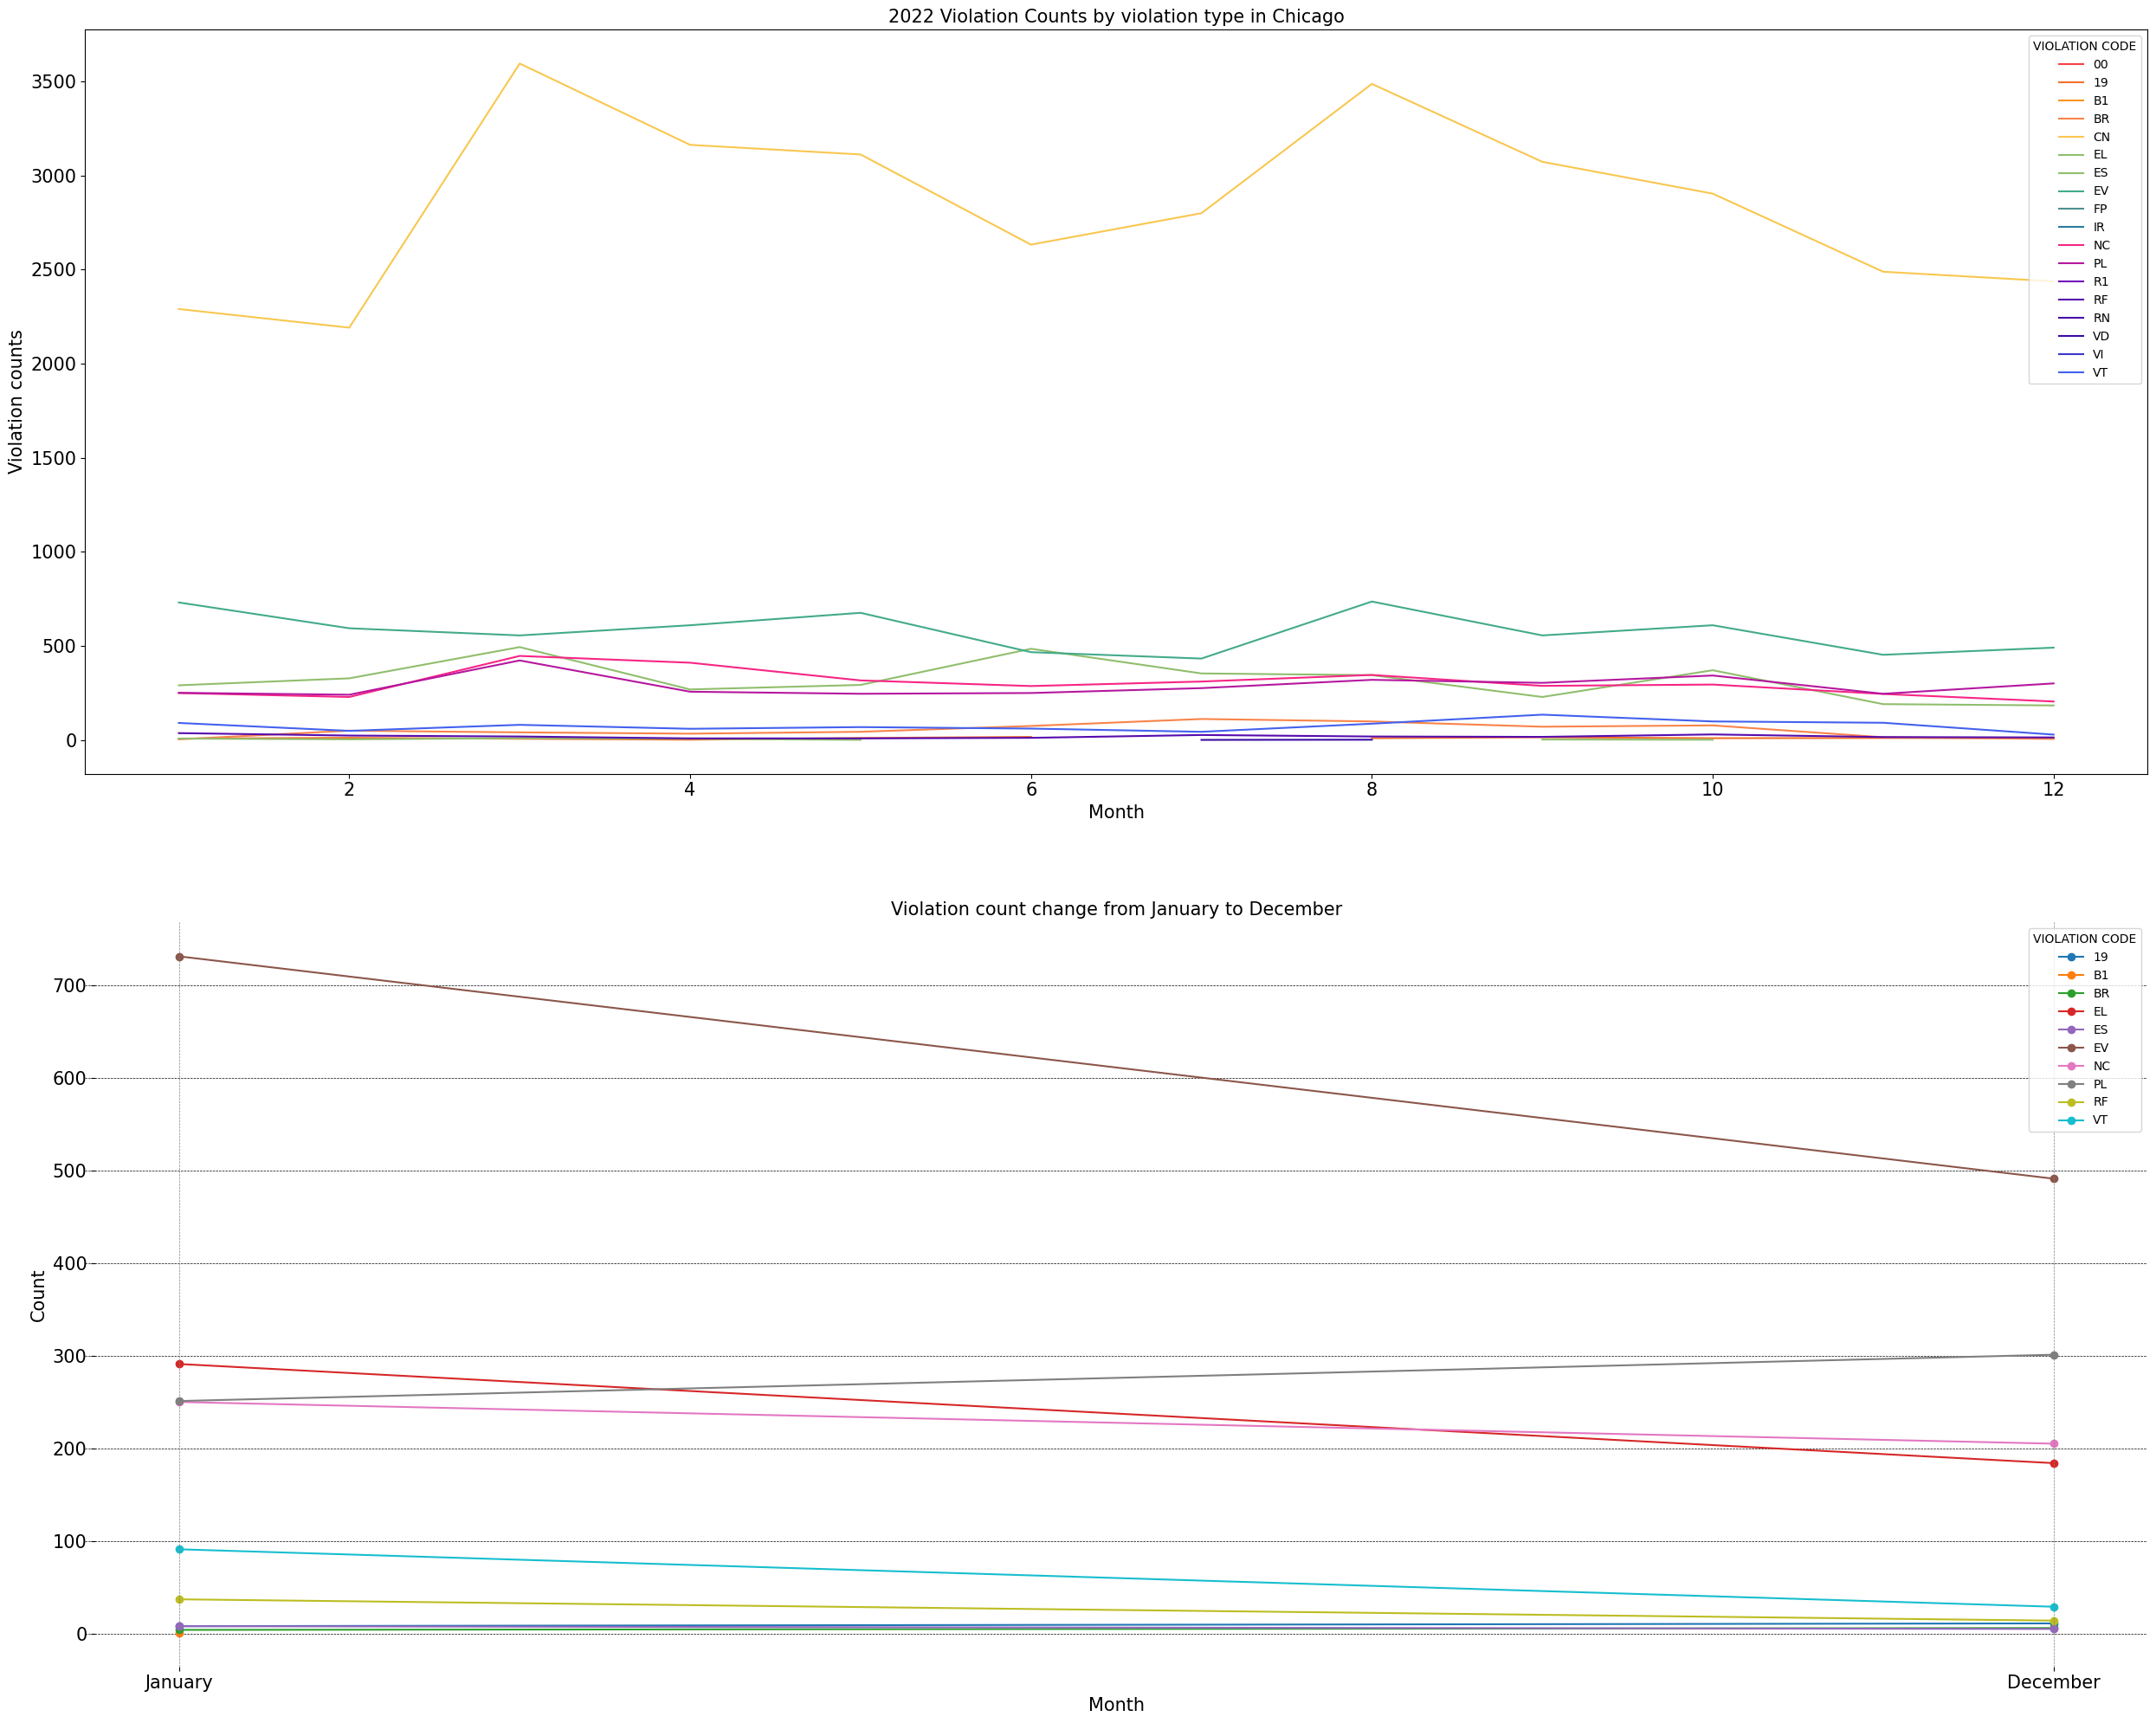 2022 Violation Counts by violation type in Chicago
Violation counts
3500
3000
2500
2000
1500
1000
500
0
VIOLATION CODE
00
19
B1
BR
CN
EL
ES
EV
FP
IR
NC
PL
R1
RF
RN
VD
VI
VT
2 4 6 8 10 12
Month
Violation count change from January to December
Count
700
600
500
400
300
200
100
0
VIOLATION CODE
19
B1
BR
EL
ES
EV
NC
PL
RF
VT
January December
Month